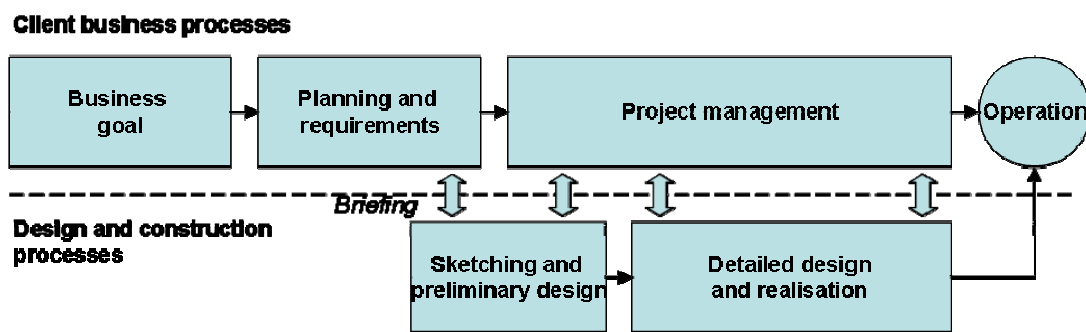 Client business processes
Business
goal
Planning and
requirements
Project management
Operation
Briefing
Design and construction
processes
Sketching and
preliminary design
Detailed design
and realisation